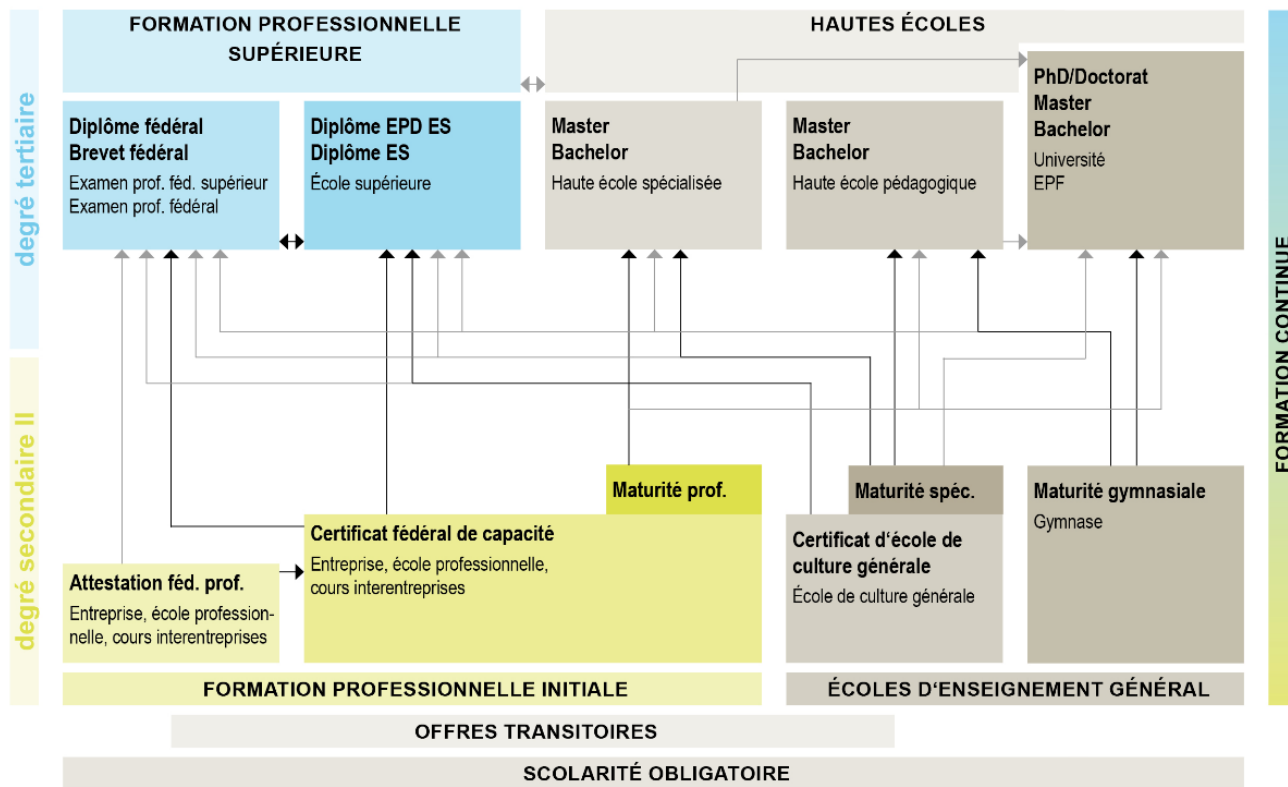 FORMATION PROFESSIONNELLE
SUPÉRIEURE
HAUTES ÉCOLES
degré tertiaire
Diplôme fédéral
Brevet fédéral
Examen prof. féd. supérieur
Examen prof. fédéral
Diplôme EPD ES
Diplôme ES
École supérieure
Master
Bachelor
Haute école spécialisée
Master
Bachelor
Haute école pédagogique
PhD/Doctorat
Master
Bachelor
Université
EPF
FORMATION CONTINUE
degré secondaire II
Attestation féd. prof.
Entreprise, école profession-
nelle, cours interentreprises
Maturité prof.
Certificat fédéral de capacité
Entreprise, école professionnelle,
cours interentreprises
Maturité spéc.
Certificat d‘école de
culture générale
École de culture générale
Maturité gymnasiale
Gymnase
FORMATION PROFESSIONNELLE INITIALE
ÉCOLES D‘ENSEIGNEMENT GÉNÉRAL
OFFRES TRANSITOIRES
SCOLARITÉ OBLIGATOIRE